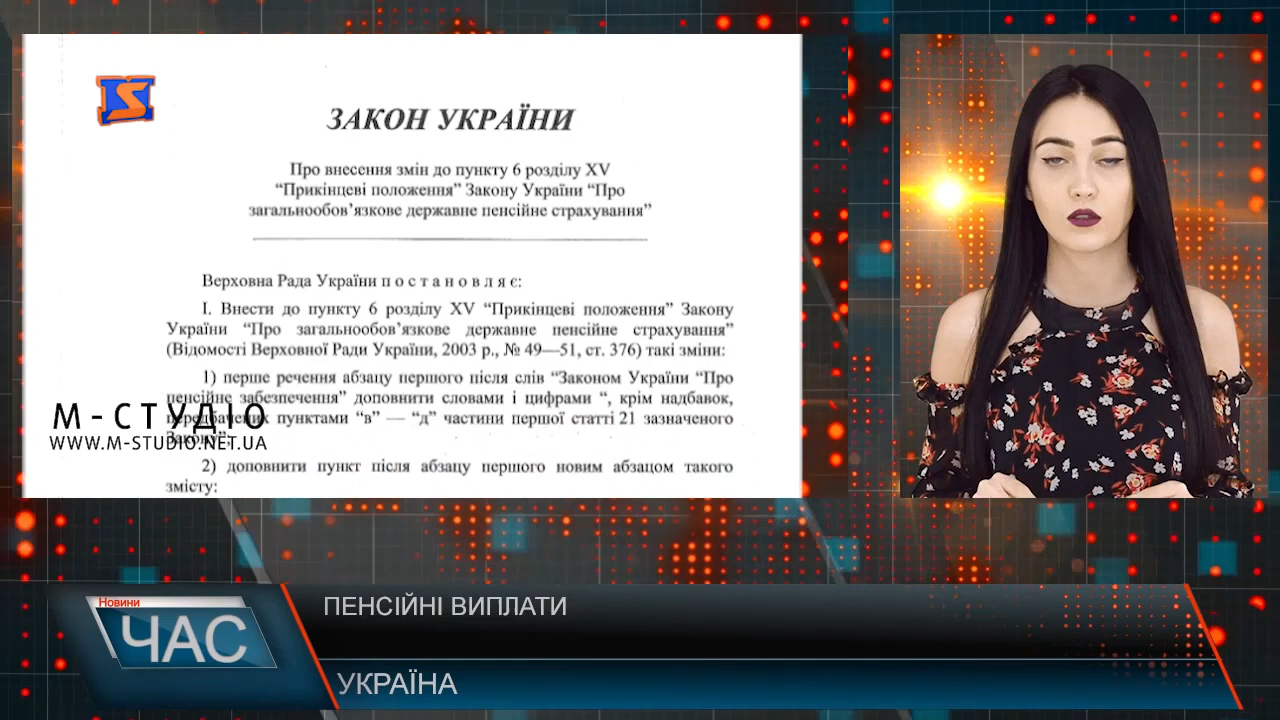 ЗАКОН УКРАЇНИ
Про внесення змін до пункту 6 розділу XV
“Прикінцеві положення” Закону України “Про
загальнообов’язкове державне пенсійне страхування”
Верховна Рада України п о с т а н о в л я є:
I. Внести до пункту 6 розділу XV “Прикінцеві положення” Закону
України “Про загальнообов’язкове державне пенсійне страхування”
(Відомості Верховної Ради України, 2003 р., № 49—51, ст. 376) такі зміни:
1) перше речення абзацу першого після слів “Законом України “Про
пенсійне забезпечення” доповнити словами і цифрами “, крім надбавок,
передбачених пунктами “в” — “д” частини першої статті 21 зазначеного
Закону”;
2) доповнити пункт після абзацу першого новим абзацом такого
змісту:
М-СТУДІО
WWW.M-STUDIO.NET.UA
Новини
ЧАС
ПЕНСІЙНІ ВИПЛАТИ
УКРАЇНА